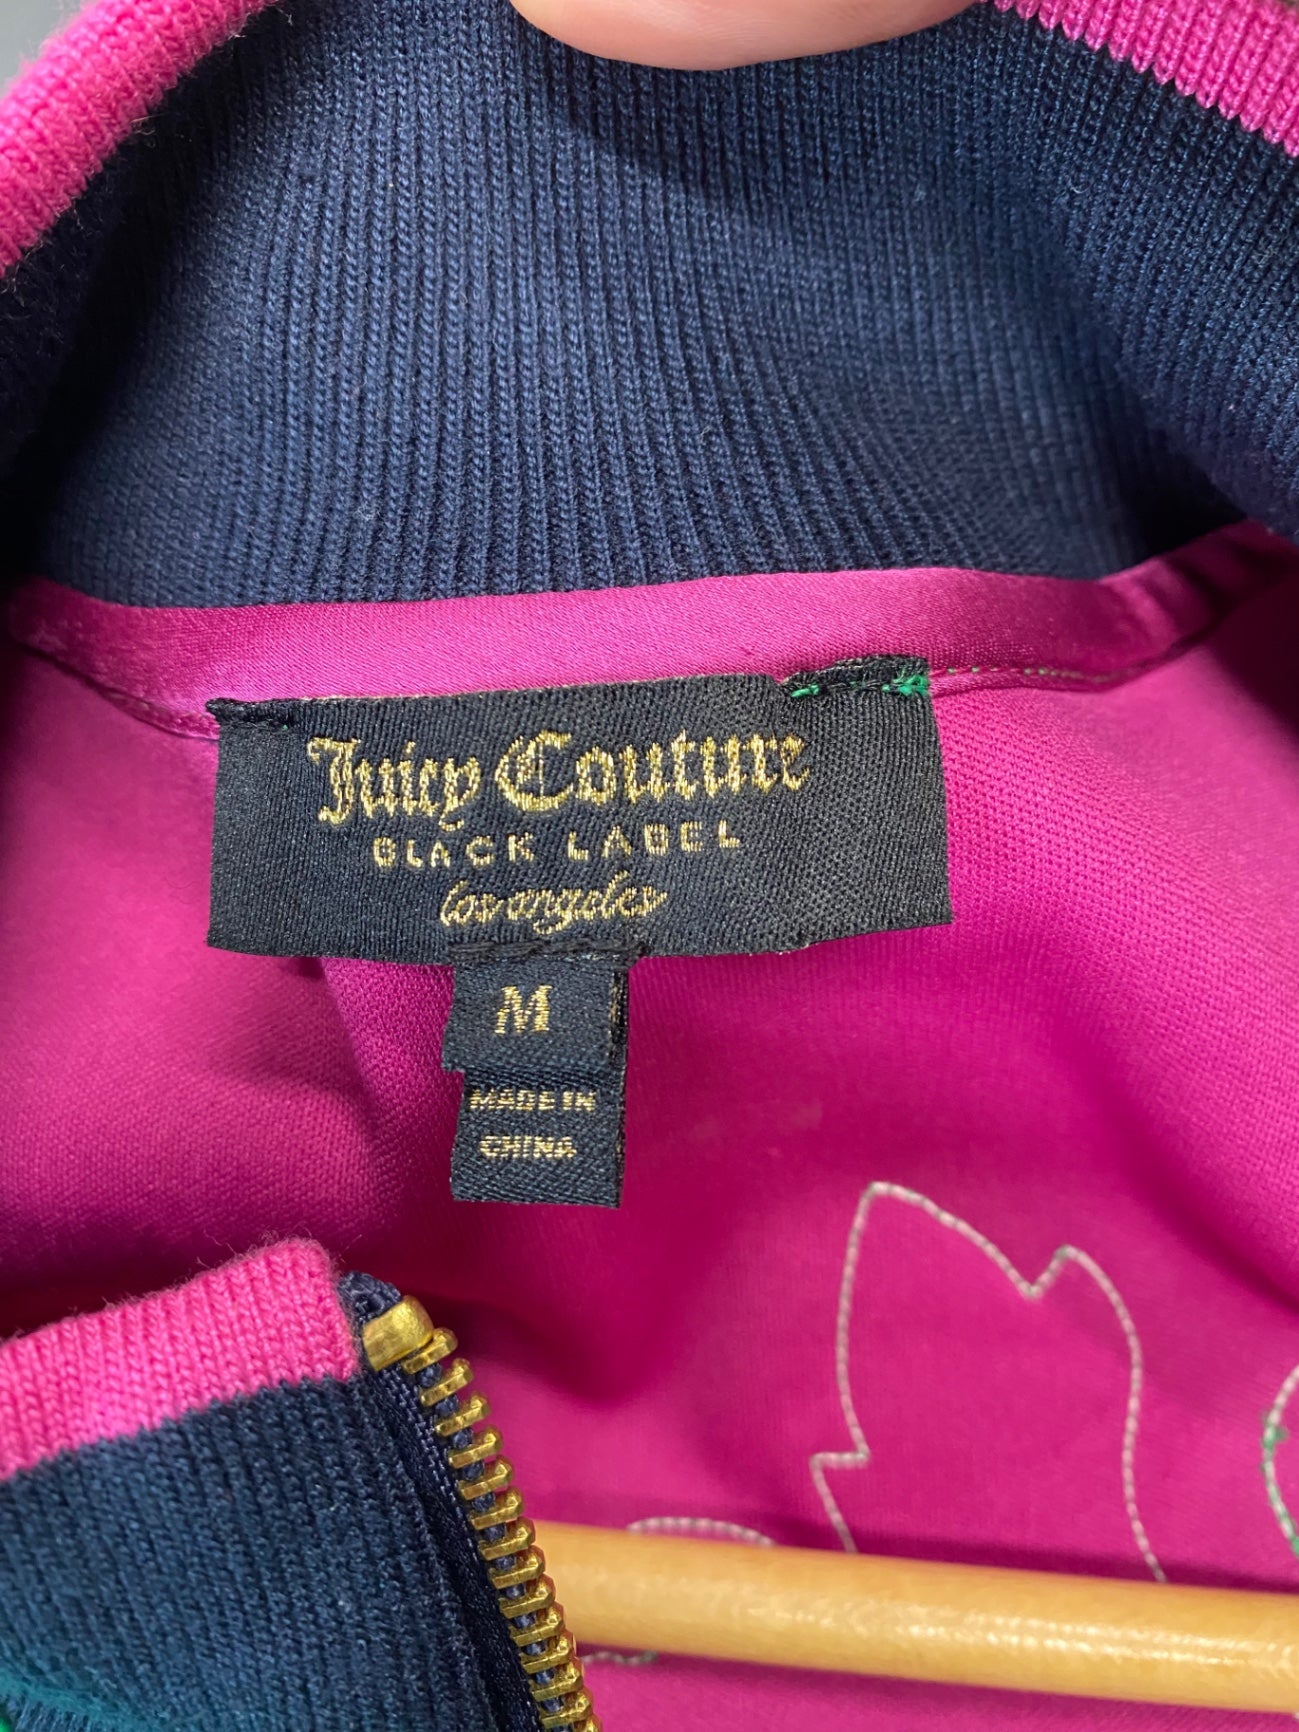 Juicy Couture
BLACK LABEL
los angeles
M
MADE IN
CHINA